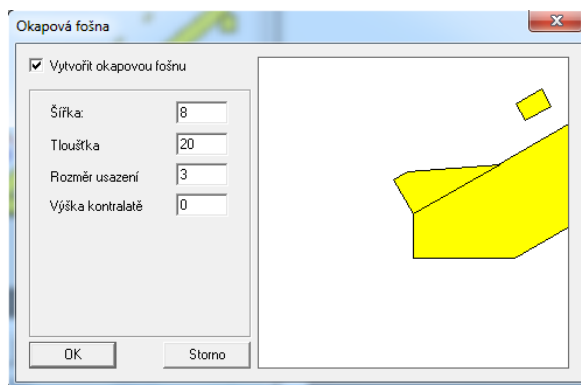 Okapová fošna
Vytvořit okapovou fošnu
Šířka: 8
Tloušťka 20
Rozměr usazení 3
Výška kontralatě 0
OK Storno